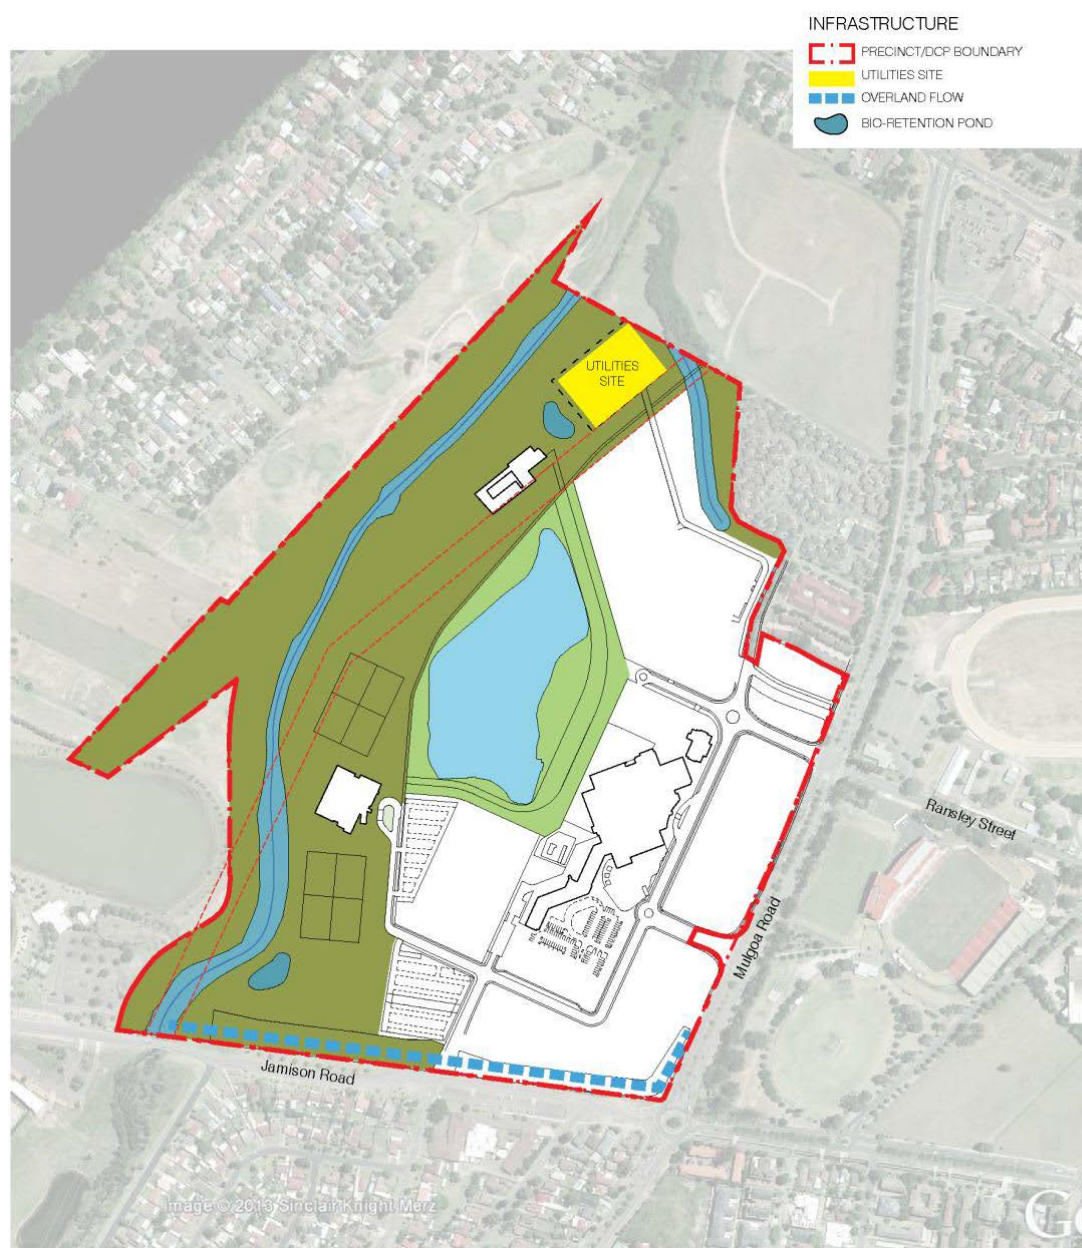 INFRASTRUCTURE
PRECINCT/DCP BOUNDARY
UTILITIES SITE
OVERLAND FLOW
BIO-RETENTION POND
UTILITIES
SITE
Ransley Street
Mulgoa Road
Jamison Road
Image © 2013 Sinclair Knight Merz
Go